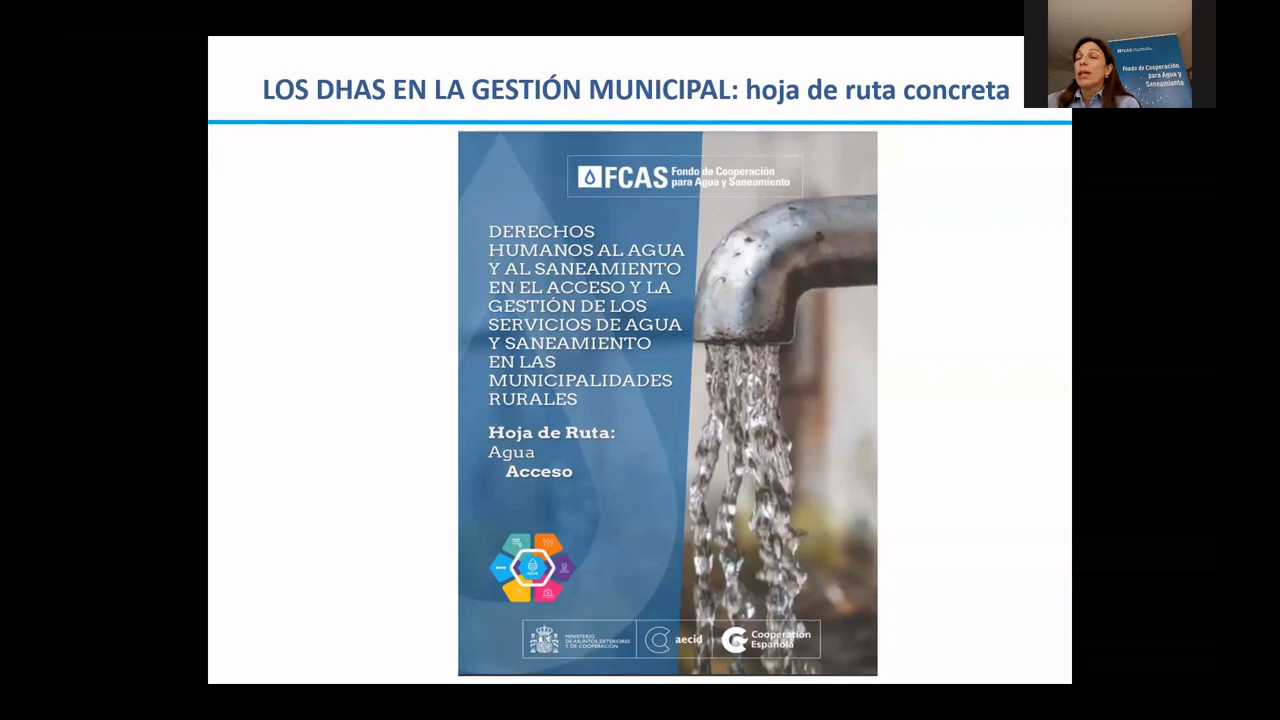 LOS DHAS EN LA GESTIÓN MUNICIPAL: hoja de ruta concreta
FCAS
Fondo de Cooperación
para Agua y
Saneamiento
FCAS Fondo de Cooperación
para Agua y Saneamiento
DERECHOS
HUMANOS AL AGUA
Y AL SANEAMIENTO
EN EL ACCESO Y LA
GESTIÓN DE LOS
SERVICIOS DE AGUA
Y SANEAMIENTO
EN LAS
MUNICIPALIDADES
RURALES
Hoja de Ruta:
Agua
Acceso
MINISTERIO
DE ASUNTOS EXTERIORES
Y DE COOPERACIÓN
aecid
Cooperación
Española